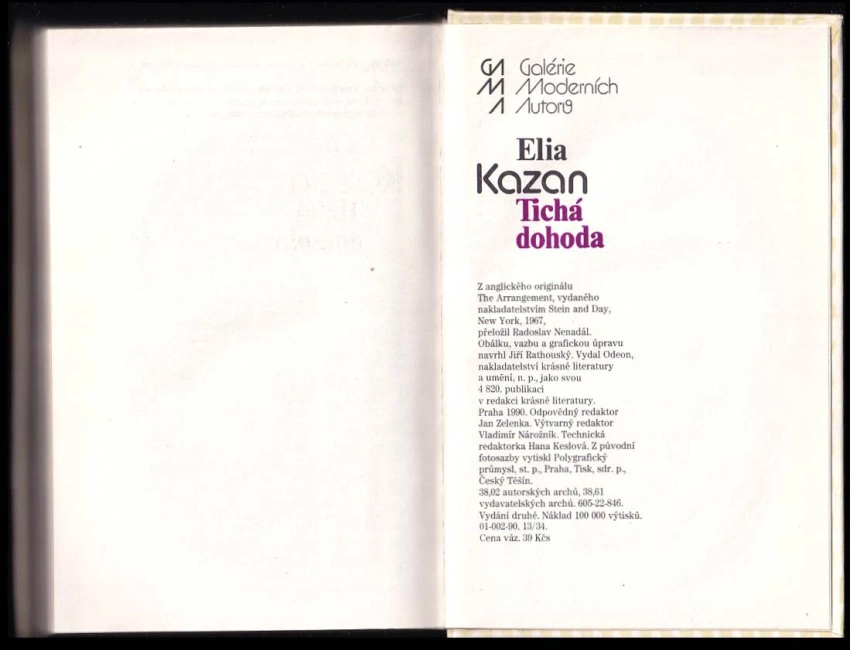 GA Galérie
M Moderních
A Autorů
Elia
Kazan
Tichá
dohoda
Z anglického originálu
The Arrangement, vydaného
nakladatelstvím Stein and Day,
New York, 1967,
přeložil Radoslav Nenadál.
Obálku, vazbu a grafickou úpravu
navrhl Jiří Rathouský. Vydal Odeon,
nakladatelství krásné literatury
a umění, n. p., jako svou
4 820. publikaci
v redakci krásné literatury.
Praha 1990. Odpovědný redaktor
Jan Zelenka. Výtvarný redaktor
Vladimír Nárožník. Technická
redaktorka Hana Keslová. Z původní
fotosazby vytiskl Polygrafický
průmysl, st. p., Praha, Tisk, sdr. p.,
Český Těšín.
38,02 autorských archů, 38,61
vydavatelských archů. 605-22-846.
Vydání druhé. Náklad 100 000 výtisků.
01-002-90. 13/34.
Cena váz. 39 Kčs